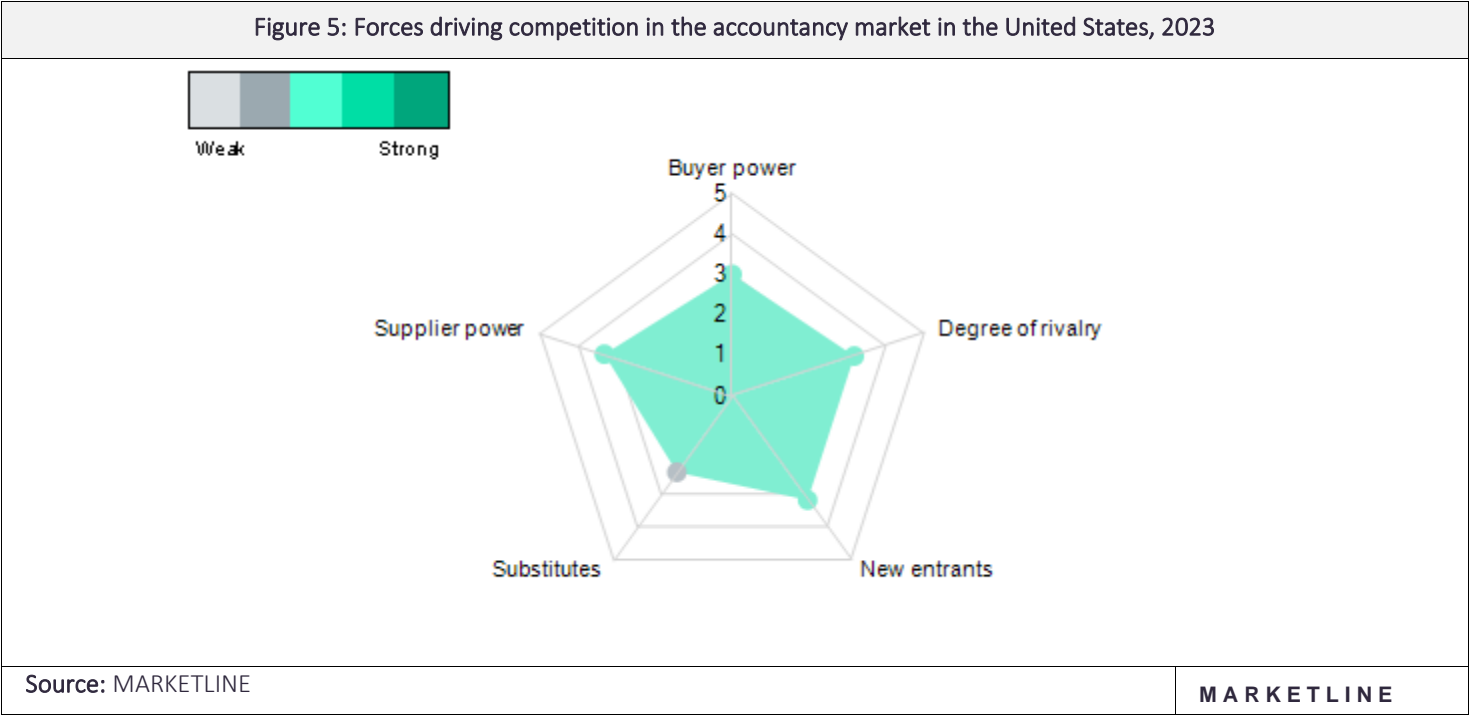 Figure 5: Forces driving competition in the accountancy market in the United States, 2023
Weak Strong
Buyer power
5
4
3
2
1
0
Supplier power
Degree of rivalry
Substitutes
New entrants
Source: MARKETLINE
MARKETLINE